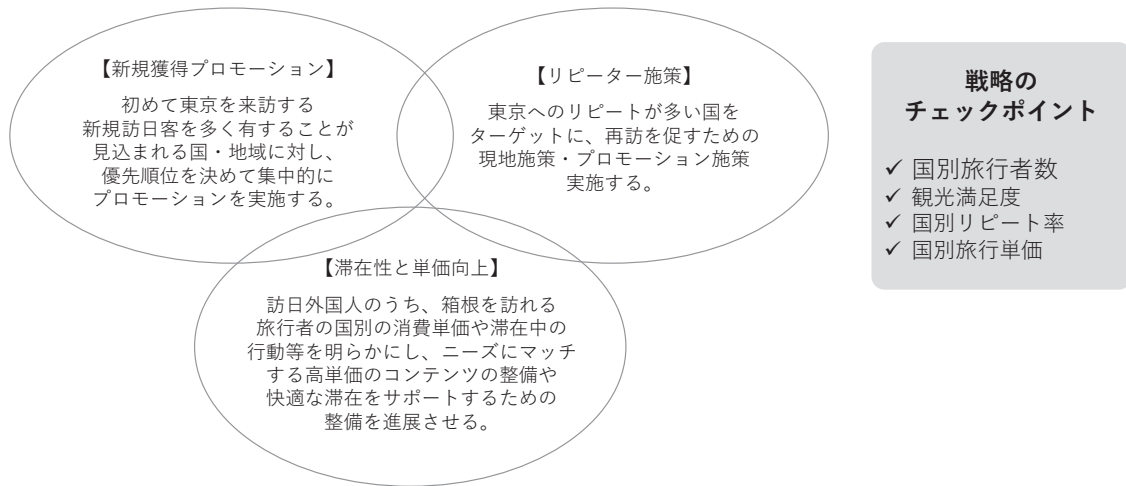 【新規獲得プロモーション】
初めて東京を来訪する
新規訪日客を多く有することが
見込まれる国・地域に対し、
優先順位を決めて集中的に
プロモーションを実施する。
【リピーター施策】
東京へのリピートが多い国を
ターゲットに、再訪を促すための
現地施策・プロモーション施策
実施する。
【滞在性と単価向上】
訪日外国人のうち、箱根を訪れる
旅行者の国別の消費単価や滞在中の
行動等を明らかにし、ニーズにマッチ
する高単価のコンテンツの整備や
快適な滞在をサポートするための
整備を進展させる。
戦略の
チェックポイント
✓ 国別旅行者数
✓ 観光満足度
✓ 国別リピート率
✓ 国別旅行単価